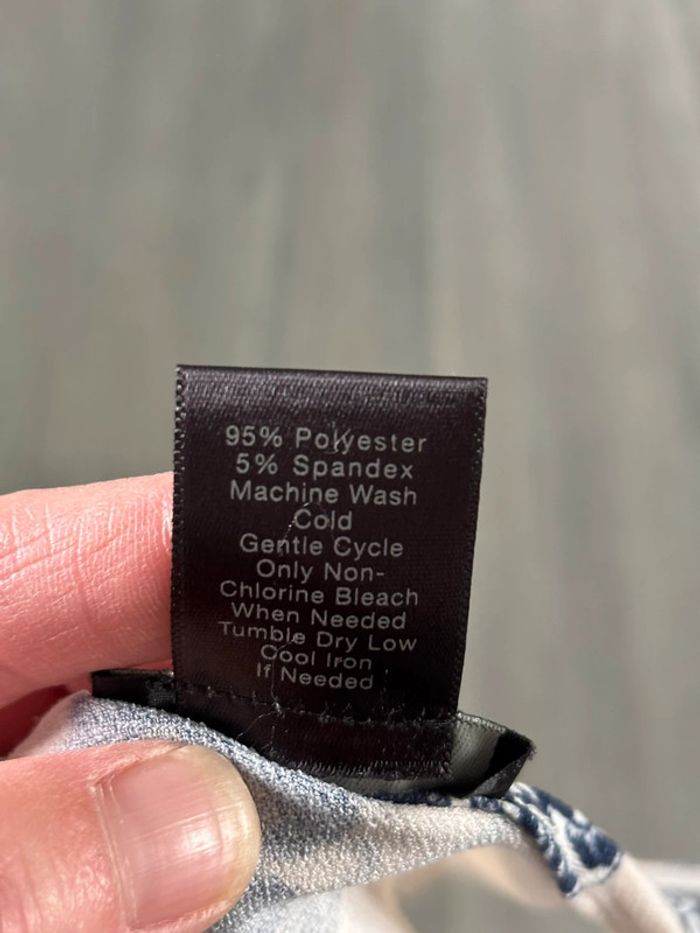 95% Polyester
5% Spandex
Machine Wash
Cold
Gentle Cycle
Only Non-
Chlorine Bleach
When Needed
Tumble Dry Low
Cool Iron
If Needed